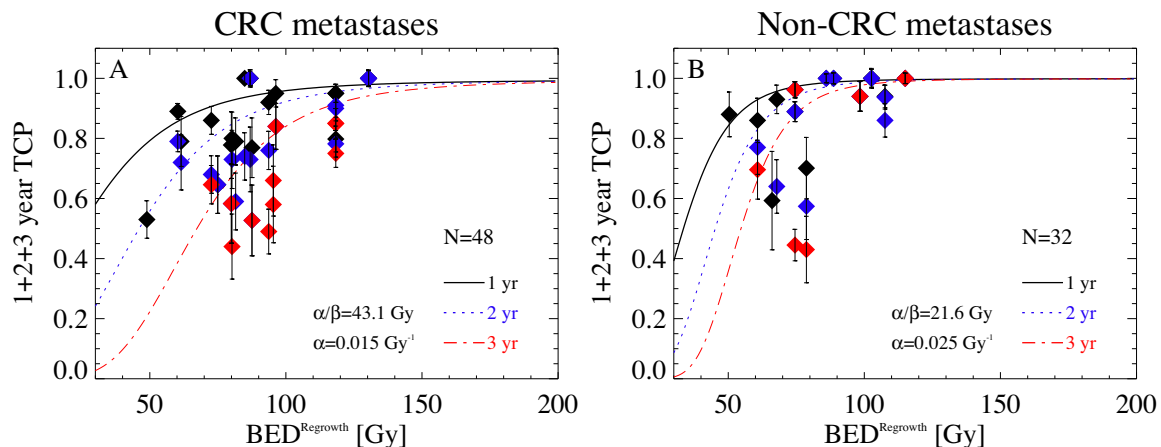 CRC metastases
A
1+2+3 year TCP
1.0
0.8
0.6
0.4
0.2
0.0
N=48
1 yr
α/β=43.1 Gy
2 yr
α=0.015 Gy⁻¹
3 yr
50 100 150 200
BED^Regrowth [Gy]
Non-CRC metastases
B
1+2+3 year TCP
1.0
0.8
0.6
0.4
0.2
0.0
N=32
1 yr
α/β=21.6 Gy
2 yr
α=0.025 Gy⁻¹
3 yr
50 100 150 200
BED^Regrowth [Gy]